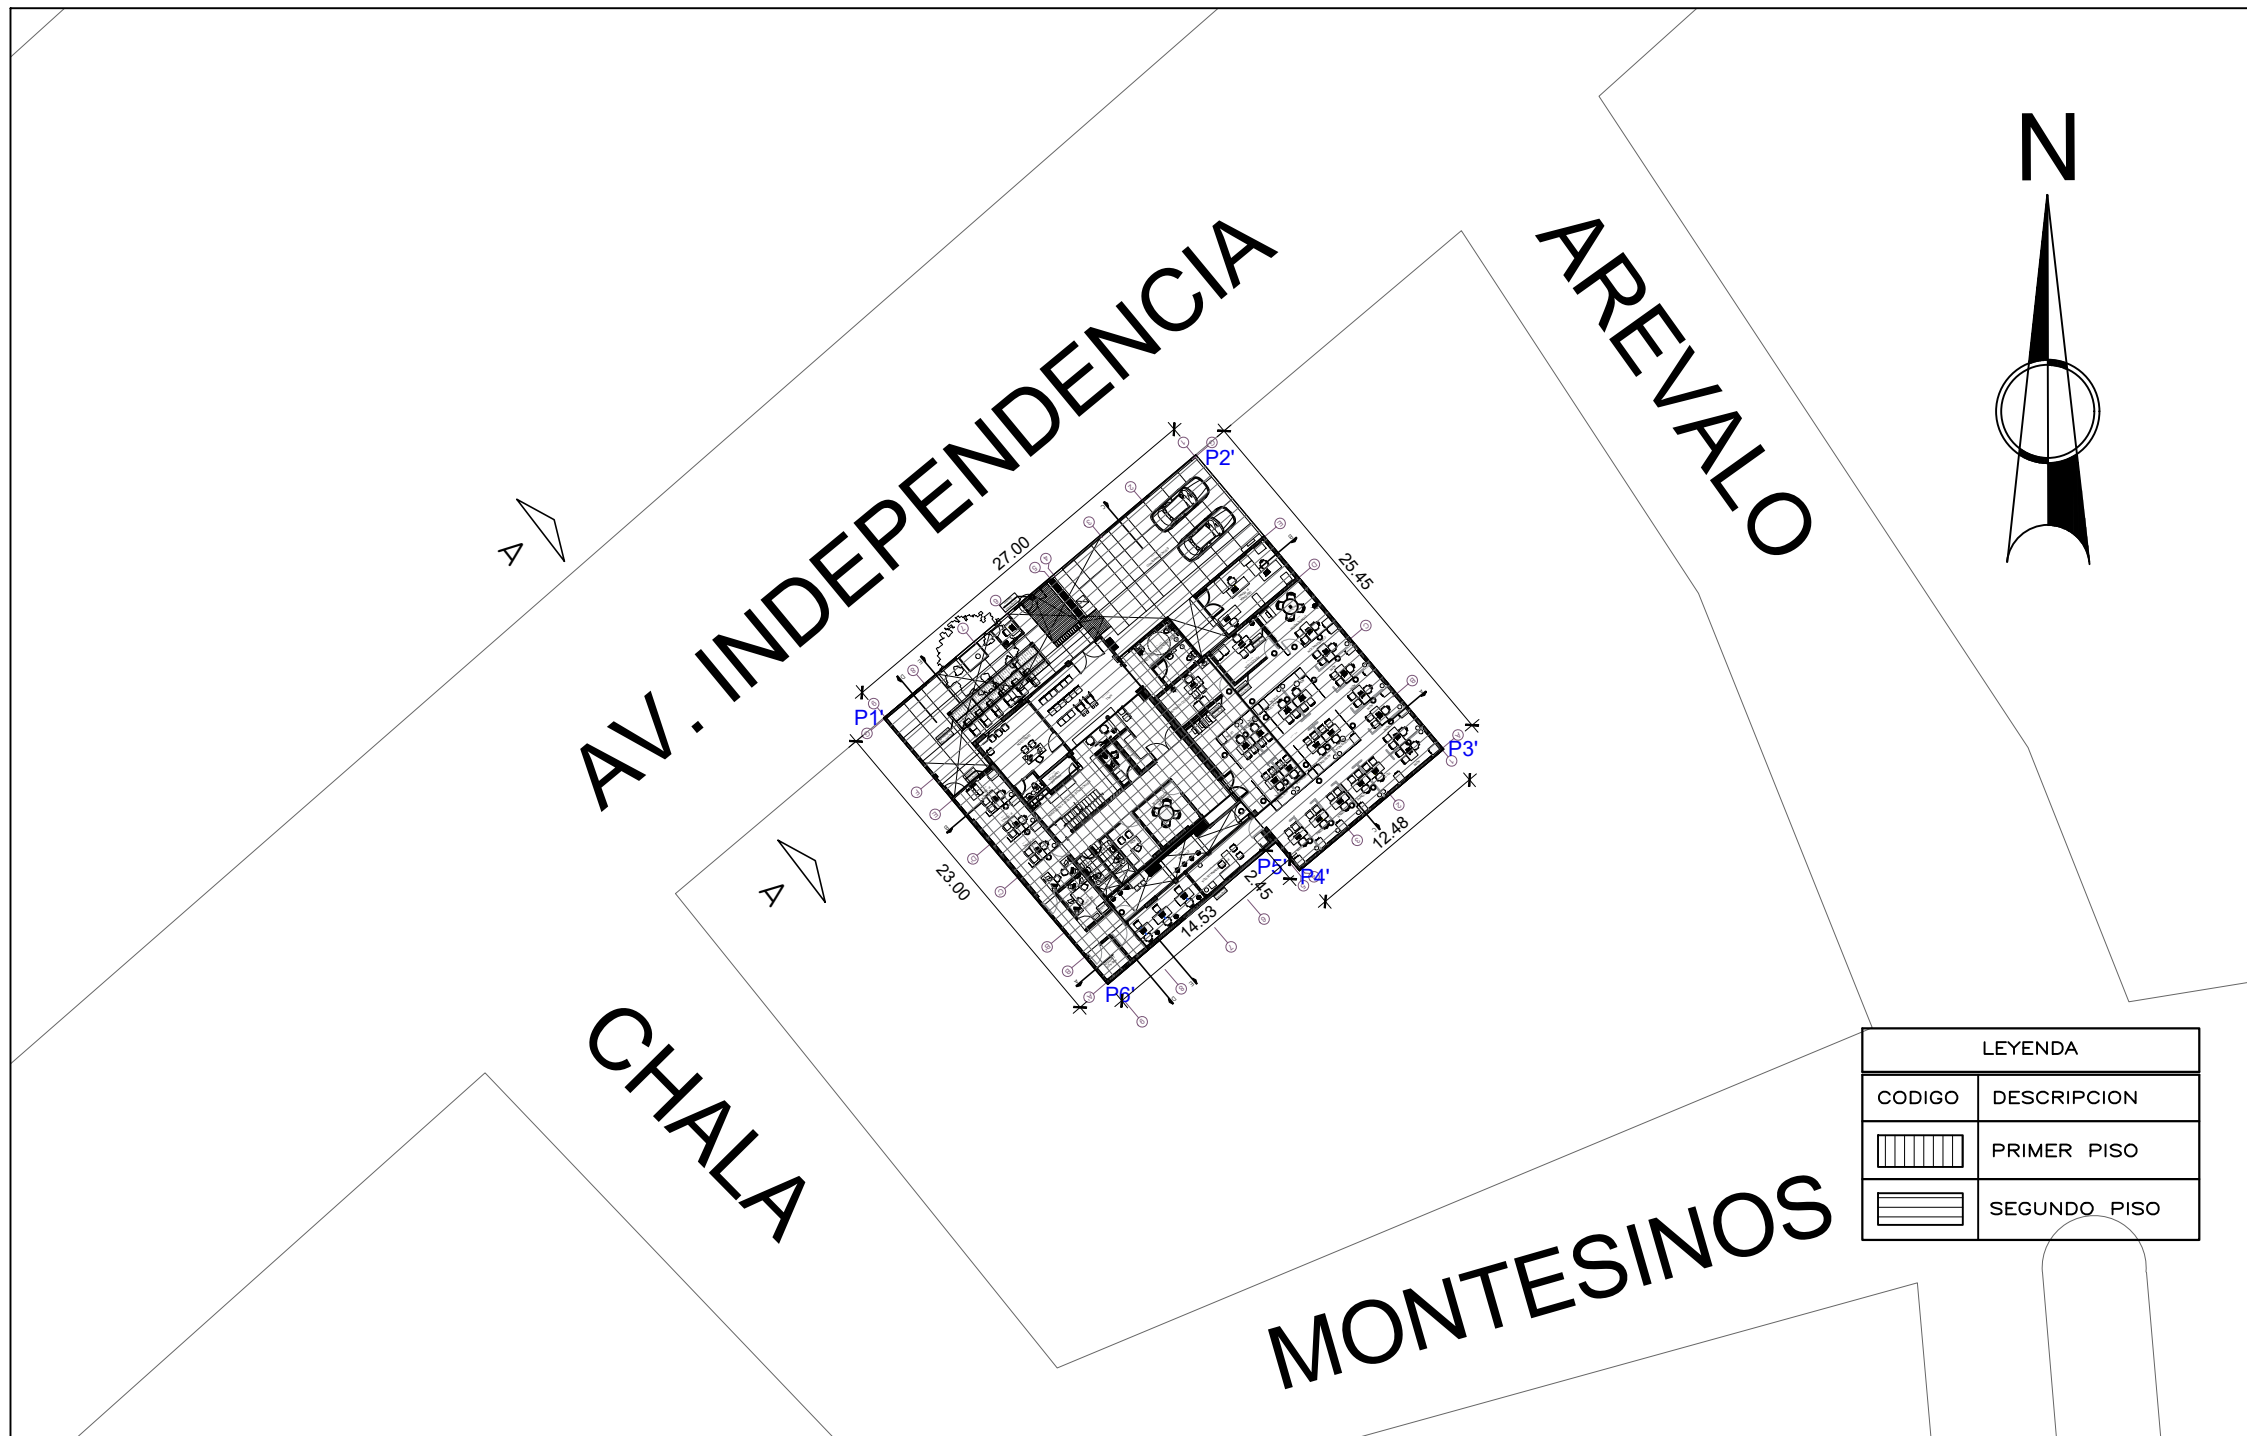 N
AV. INDEPENDENCIA
AREVALO
P2'
A
27.00
25.45
P1'
P3'
12.48
A
23.00
P5'
P4'
2.45
14.53
P6'
CHALA
LEYENDA
CODIGO DESCRIPCION
PRIMER PISO
SEGUNDO PISO
MONTESINOS